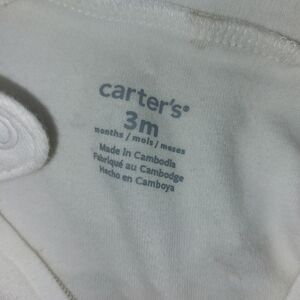 carter's®
3m
months / mois / meses
Made in Cambodia
Fabriqué au Cambodge
Hecho en Camboya